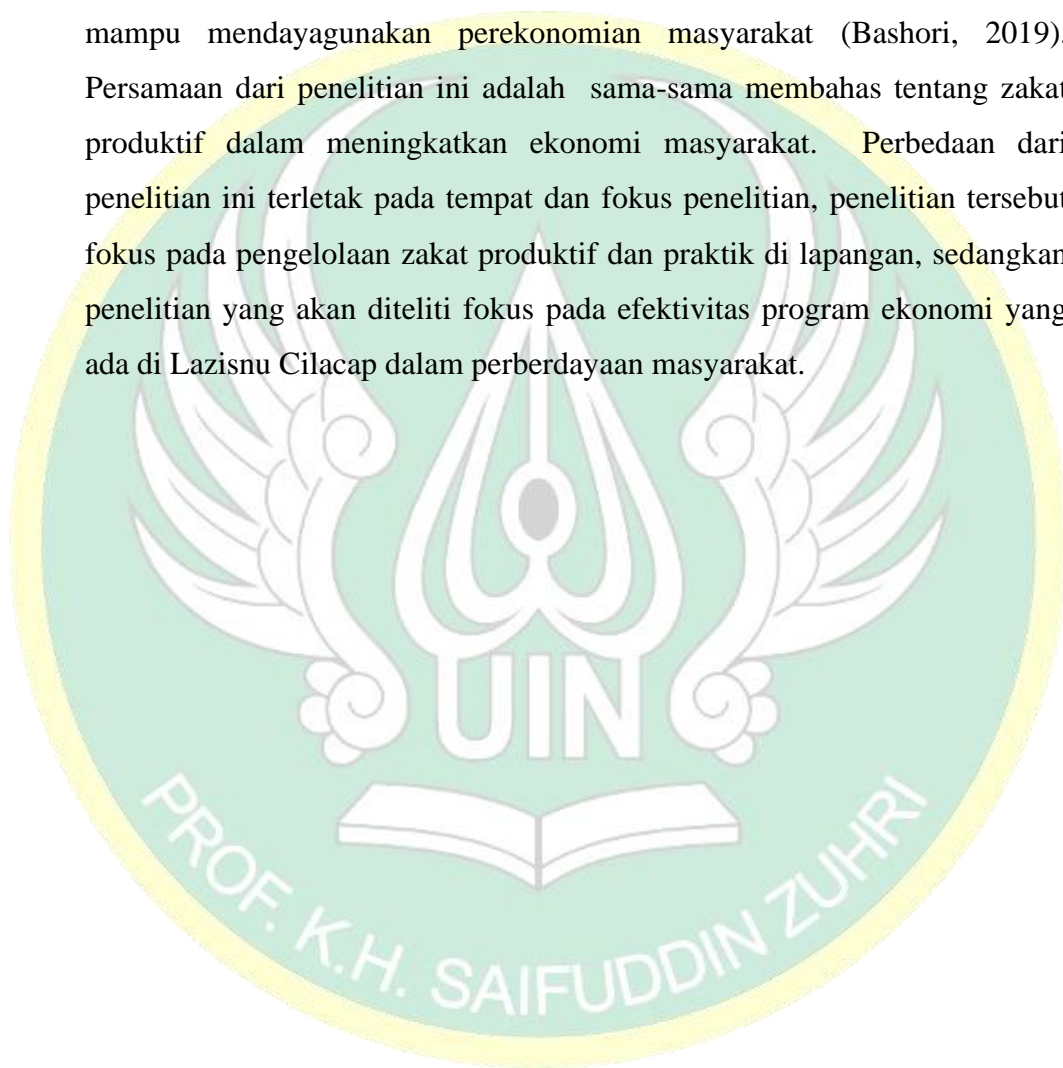 mampu mendayagunakan perekonomian masyarakat (Bashori, 2019).
Persamaan dari penelitian ini adalah sama-sama membahas tentang zakat
produktif dalam meningkatkan ekonomi masyarakat. Perbedaan dari
penelitian ini terletak pada tempat dan fokus penelitian, penelitian tersebut
fokus pada pengelolaan zakat produktif dan praktik di lapangan, sedangkan
penelitian yang akan diteliti fokus pada efektivitas program ekonomi yang
ada di Lazisnu Cilacap dalam perberdayaan masyarakat.
UIN
PROF. K.H. SAIFUDDIN ZUHRI